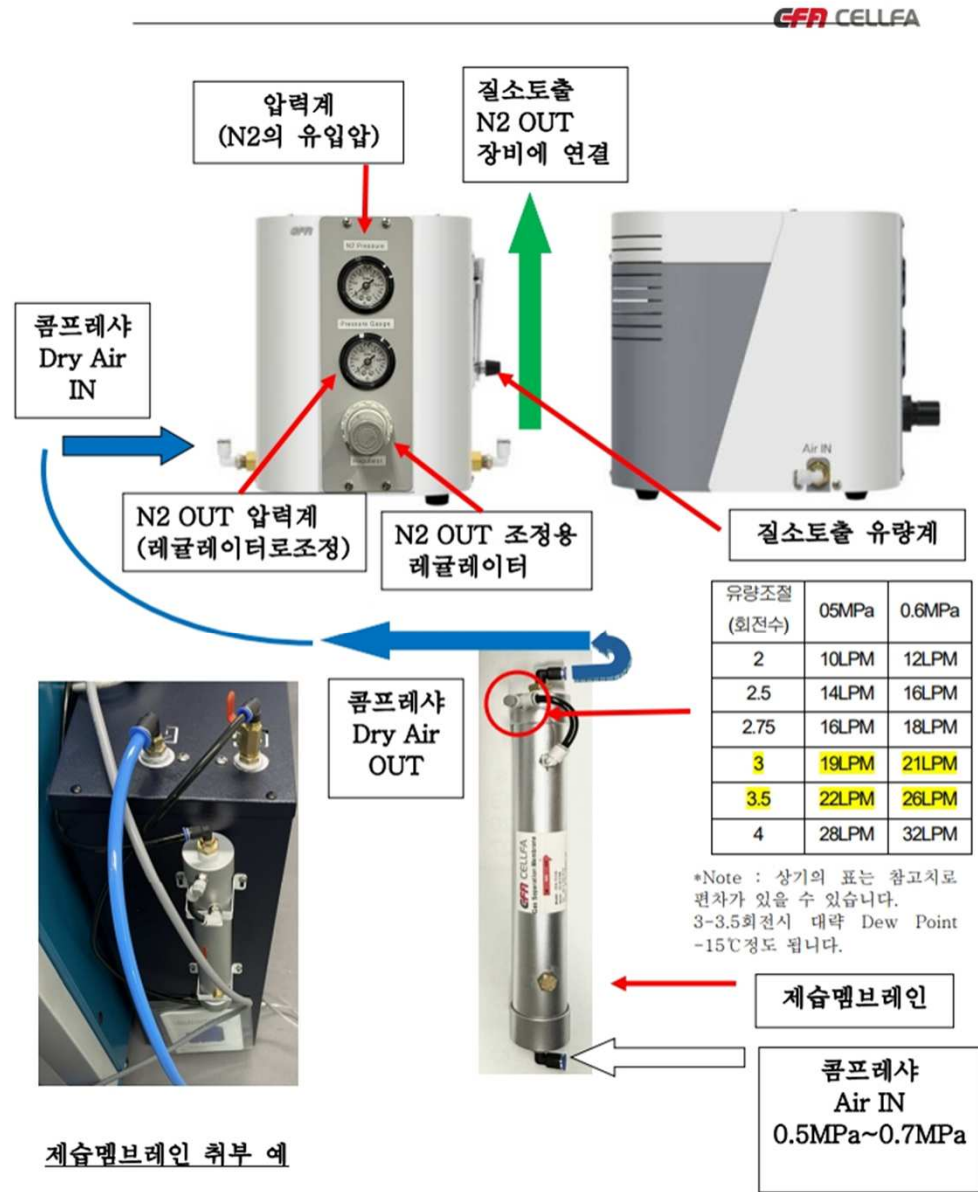 CFA CELLFA
압력계
(N2의 유입압)
질소토출
N2 OUT
장비에 연결
CFA
N2 Pressure
Pressure Gauge
콤프레샤
Dry Air
IN
Air IN
N2 OUT 압력계
(레귤레이터로조정)
N2 OUT 조정용
레귤레이터
질소토출 유량계
유량조절
(회전수)
05MPa
0.6MPa
2 10LPM 12LPM
2.5 14LPM 16LPM
2.75 16LPM 18LPM
3 19LPM 21LPM
3.5 22LPM 26LPM
4 28LPM 32LPM
콤프레샤
Dry Air
OUT
CFA CELLFA
Gas Separation Membrane
*Note : 상기의 표는 참고치로
편차가 있을 수 있습니다.
3-3.5회전시 대략 Dew Point
-15℃정도 됩니다.
제습멤브레인
콤프레샤
Air IN
0.5MPa~0.7MPa
제습멤브레인 취부 예